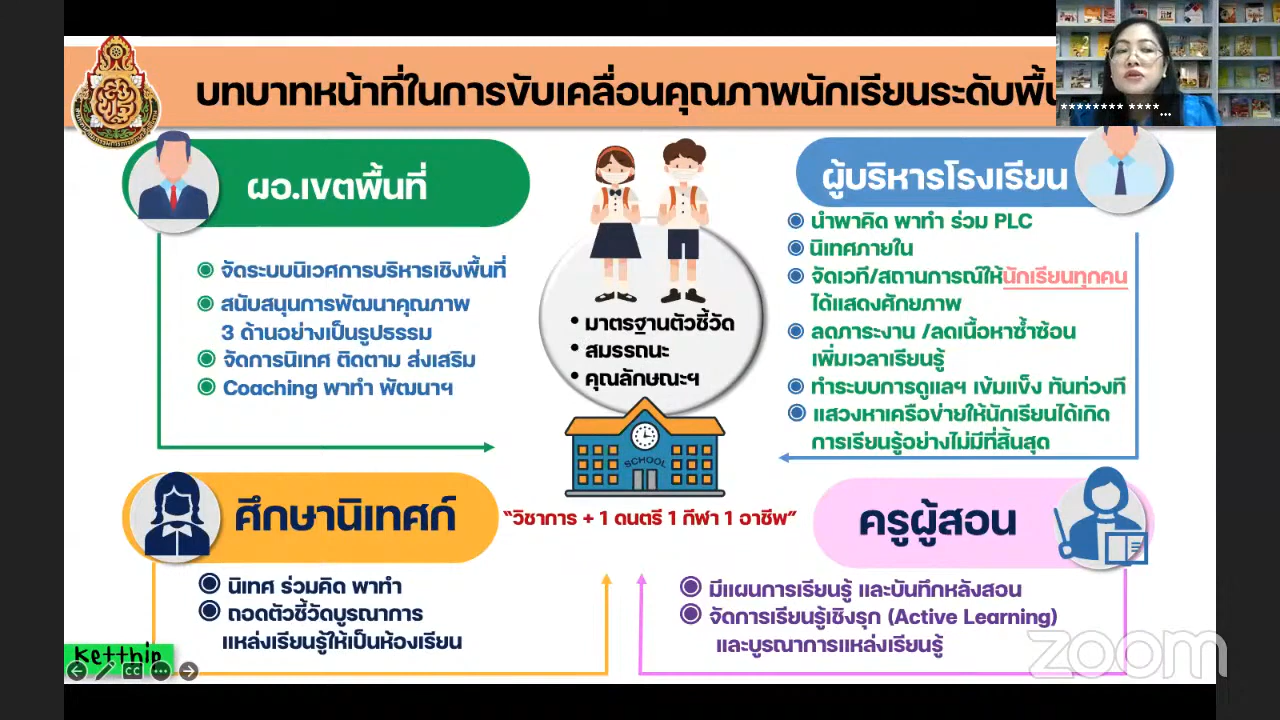 บทบาทหน้าที่ในการขับเคลื่อนคุณภาพนักเรียนระดับพื้น
******** ****...
ผอ.เขตพื้นที่
จัดระบบนิเวศการบริหารเชิงพื้นที่
สนับสนุนการพัฒนาคุณภาพ
3 ด้านอย่างเป็นรูปธรรม
จัดการนิเทศ ติดตาม ส่งเสริม
Coaching พาทำ พัฒนาฯ
• มาตรฐานตัวชี้วัด
• สมรรถนะ
• คุณลักษณะฯ
SCHOOL
"วิชาการ + 1 ดนตรี 1 กีฬา 1 อาชีพ"
ผู้บริหารโรงเรียน
นำพาคิด พาทำ ร่วม PLC
นิเทศภายใน
จัดเวที/สถานการณ์ให้นักเรียนทุกคน
ได้แสดงศักยภาพ
ลดภาระงาน /ลดเนื้อหาซ้ำซ้อน
เพิ่มเวลาเรียนรู้
ทำระบบการดูแลฯ เข้มแข็ง ทันท่วงที
แสวงหาเครือข่ายให้นักเรียนได้เกิด
การเรียนรู้อย่างไม่มีที่สิ้นสุด
ศึกษานิเทศก์
นิเทศ ร่วมคิด พาทำ
ถอดตัวชี้วัดบูรณาการ
แหล่งเรียนรู้ให้เป็นห้องเรียน
ครูผู้สอน
มีแผนการเรียนรู้ และบันทึกหลังสอน
จัดการเรียนรู้เชิงรุก (Active Learning)
และบูรณาการแหล่งเรียนรู้
Ketthip
CC
zoom